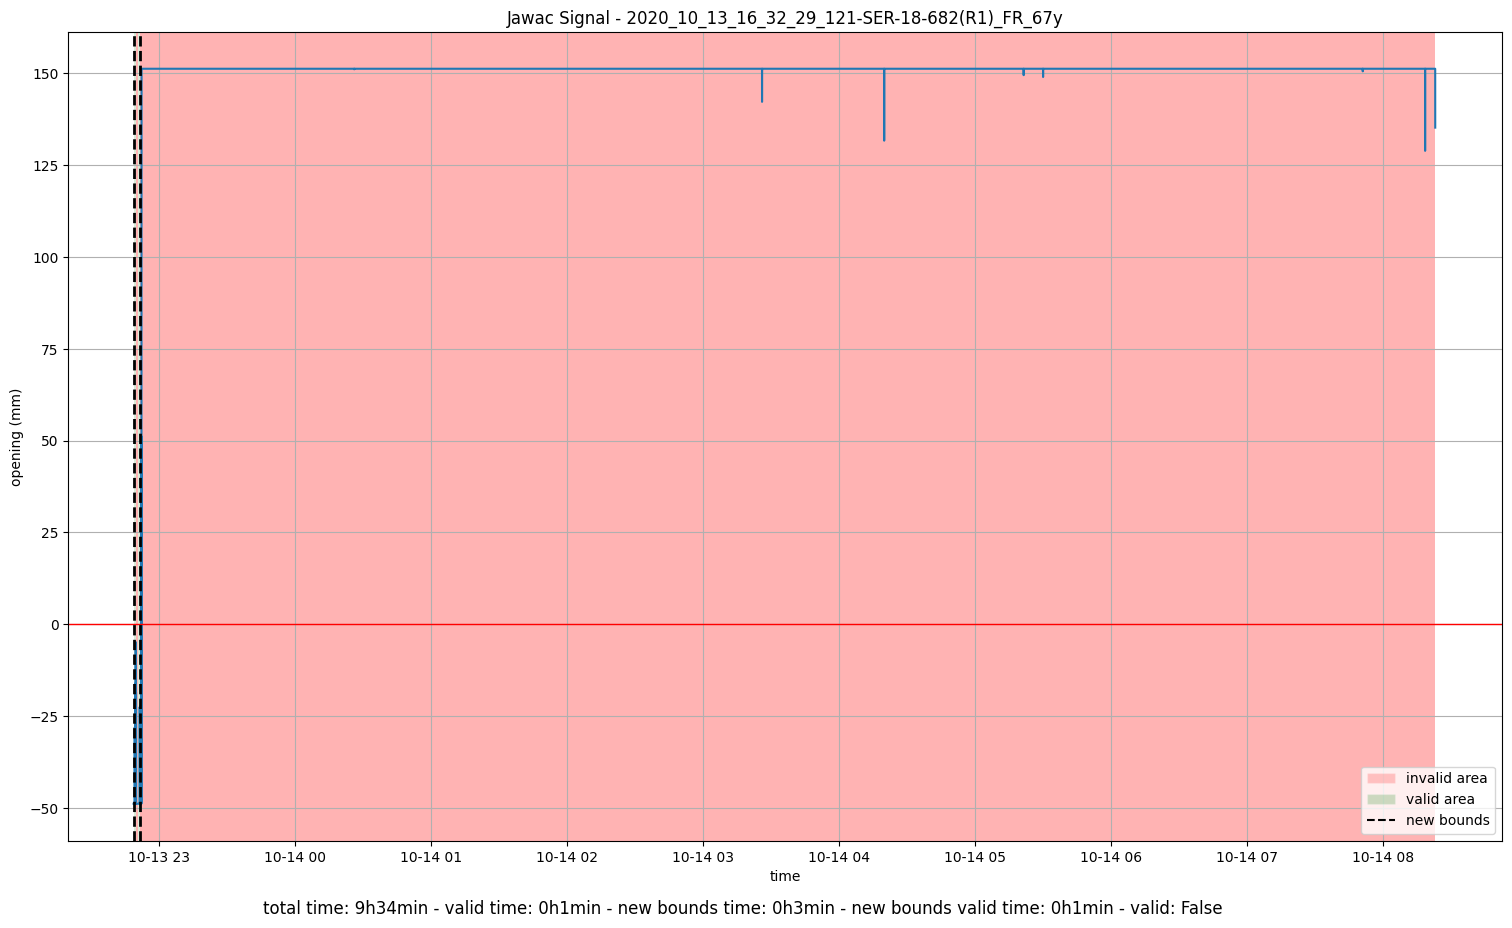 Jawac Signal - 2020_10_13_16_32_29_121-SER-18-682(R1)_FR_67y
opening (mm)
150
125
100
75
50
25
0
−25
−50
invalid area
valid area
new bounds
10-13 23
10-14 00
10-14 01
10-14 02
10-14 03
10-14 04
10-14 05
10-14 06
10-14 07
10-14 08
time
total time: 9h34min - valid time: 0h1min - new bounds time: 0h3min - new bounds valid time: 0h1min - valid: False